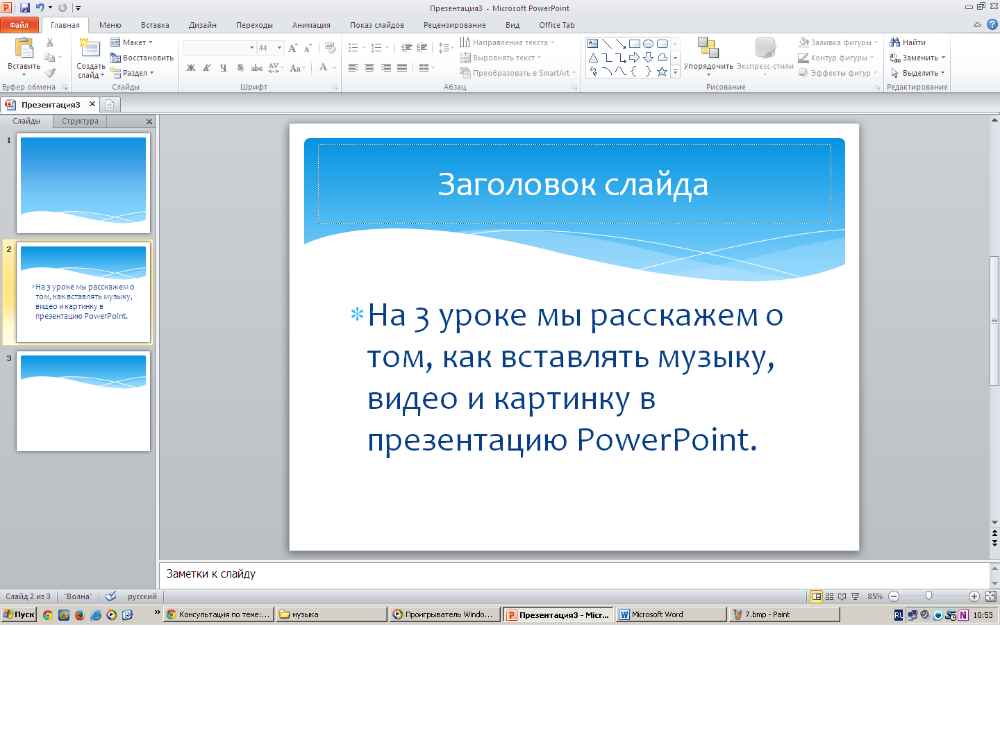 Презентация3 - Microsoft PowerPoint
Файл Главная Меню Вставка Дизайн Переходы Анимация Показ слайдов Рецензирование Вид Office Tab
Вставить
Буфер обмена
Создать слайд
Макет
Восстановить
Раздел
Слайды
44
Ж К Ч S abc AV Aa A
Шрифт
Направление текста
Выровнять текст
Преобразовать в SmartArt
Абзац
Упорядочить
Экспресс-стили
Заливка фигуры
Контур фигуры
Эффекты фигур
Рисование
Найти
Заменить
Выделить
Редактирование
Презентация3
Слайды Структура
1
2
На 3 уроке мы расскажем о
том, как вставлять музыку,
видео и картинку в
презентацию PowerPoint.
3
Заголовок слайда
*На 3 уроке мы расскажем о
том, как вставлять музыку,
видео и картинку в
презентацию PowerPoint.
Заметки к слайду
Слайд 2 из 3 "Волна" русский 85%
Пуск » Консультация по теме:... музыка Проигрыватель Windo... Презентация3 - Micr... Microsoft Word 7.bmp - Paint RU 10:53